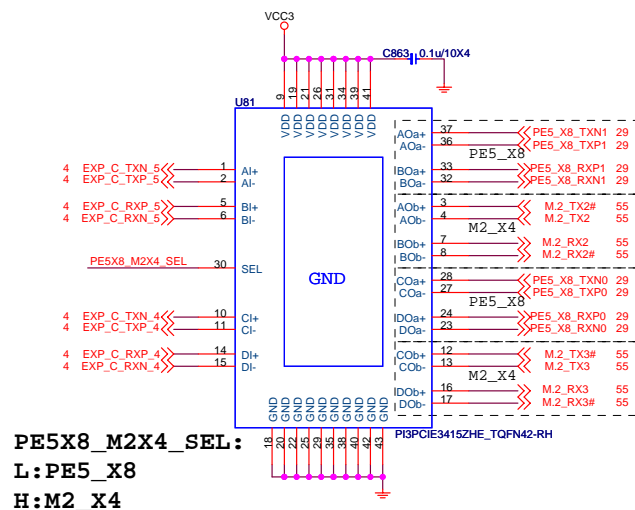 VCC3
C863 0.1u/10X4
9 19 21 26 31 34 39 41
U81
VDD VDD VDD VDD VDD VDD VDD VDD
4 EXP_C_TXN_5 1 AI+
4 EXP_C_TXP_5 2 AI-
4 EXP_C_RXP_5 5 BI+
4 EXP_C_RXN_5 6 BI-
PE5X8_M2X4_SEL 30 SEL
4 EXP_C_TXN_4 10 CI+
4 EXP_C_TXP_4 11 CI-
4 EXP_C_RXP_4 14 DI+
4 EXP_C_RXN_4 15 DI-
GND
AOa+ 37 PE5_X8_TXN1 29
AOa- 36 PE5_X8_TXP1 29
PE5_X8
BOa+ 33 PE5_X8_RXP1 29
BOa- 32 PE5_X8_RXN1 29
AOb+ 3 M.2_TX2# 55
AOb- 4 M.2_TX2 55
M2_X4
BOb+ 7 M.2_RX2 55
BOb- 8 M.2_RX2# 55
COa+ 28 PE5_X8_TXN0 29
COa- 27 PE5_X8_TXP0 29
PE5_X8
DOa+ 24 PE5_X8_RXP0 29
DOa- 23 PE5_X8_RXN0 29
COb+ 12 M.2_TX3# 55
COb- 13 M.2_TX3 55
M2_X4
DOb+ 16 M.2_RX3 55
DOb- 17 M.2_RX3# 55
GND GND GND GND GND GND GND GND GND GND
18 20 22 25 29 35 38 40 42 43
PI3PCIE3415ZHE_TQFN42-RH
PE5X8_M2X4_SEL:
L:PE5_X8
H:M2_X4